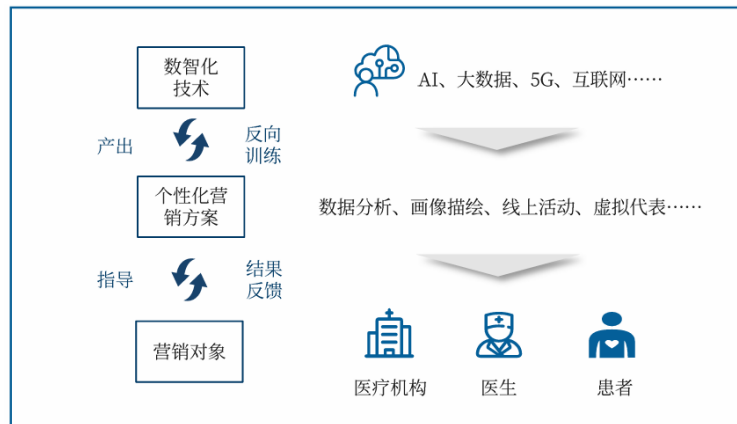 数智化
技术
AI、大数据、5G、互联网……
产出
反向
训练
个性化营
销方案
数据分析、画像描绘、线上活动、虚拟代表……
指导
结果
反馈
营销对象
医疗机构
医生
患者